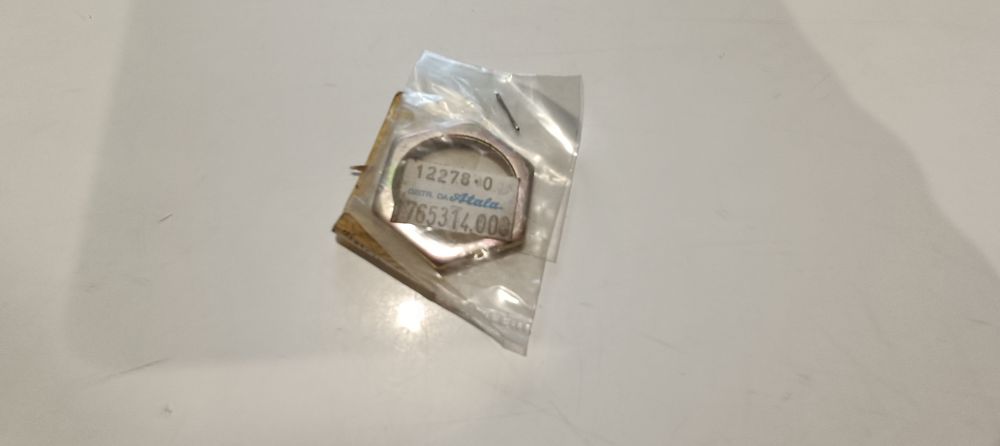 12278.0
DISTR. DA Atala
765314.000